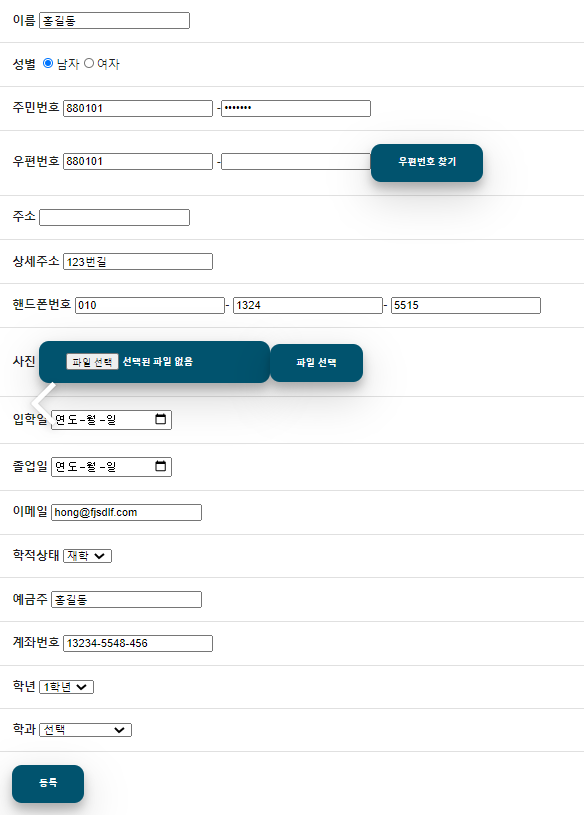 이름 홍길동
성별 남자 여자
주민번호 880101 -•••••••
우편번호 880101 - 우편번호 찾기
주소
상세주소 123번길
핸드폰번호 010 - 1324 - 5515
사진 파일 선택 선택된 파일 없음 파일 선택
입학일 연도-월-일
졸업일 연도-월-일
이메일 hong@fjsdlf.com
학적상태 재학
예금주 홍길동
계좌번호 13234-5548-456
학년 1학년
학과 선택
등록